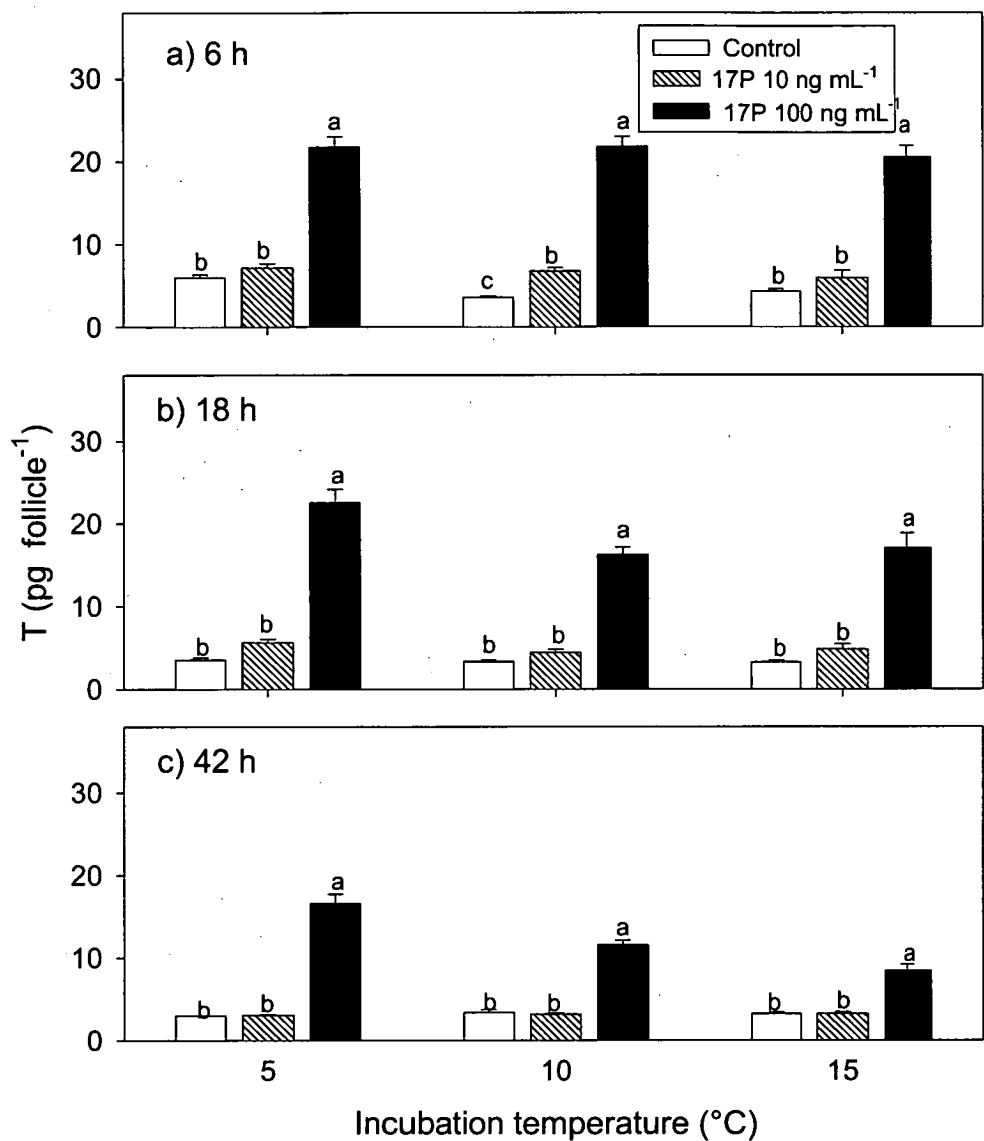 a) 6 h
Control
17P 10 ng mL⁻¹
17P 100 ng mL⁻¹
30
20
10
0
b b a
c b a
b b a
b) 18 h
30
20
10
0
b b a
b b a
b b a
c) 42 h
30
20
10
0
b b a
b b a
b b a
5 10 15
T (pg follicle⁻¹)
Incubation temperature (°C)